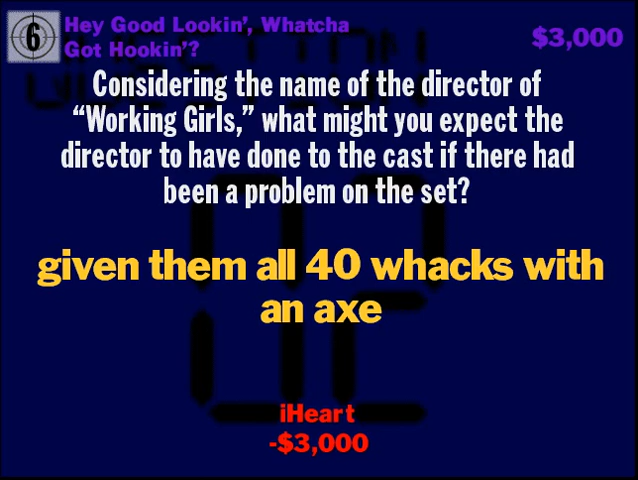 6
Hey Good Lookin', Whatcha
Got Hookin'?
$3,000
Considering the name of the director of
“Working Girls,” what might you expect the
director to have done to the cast if there had
been a problem on the set?
given them all 40 whacks with
an axe
iHeart
-$3,000